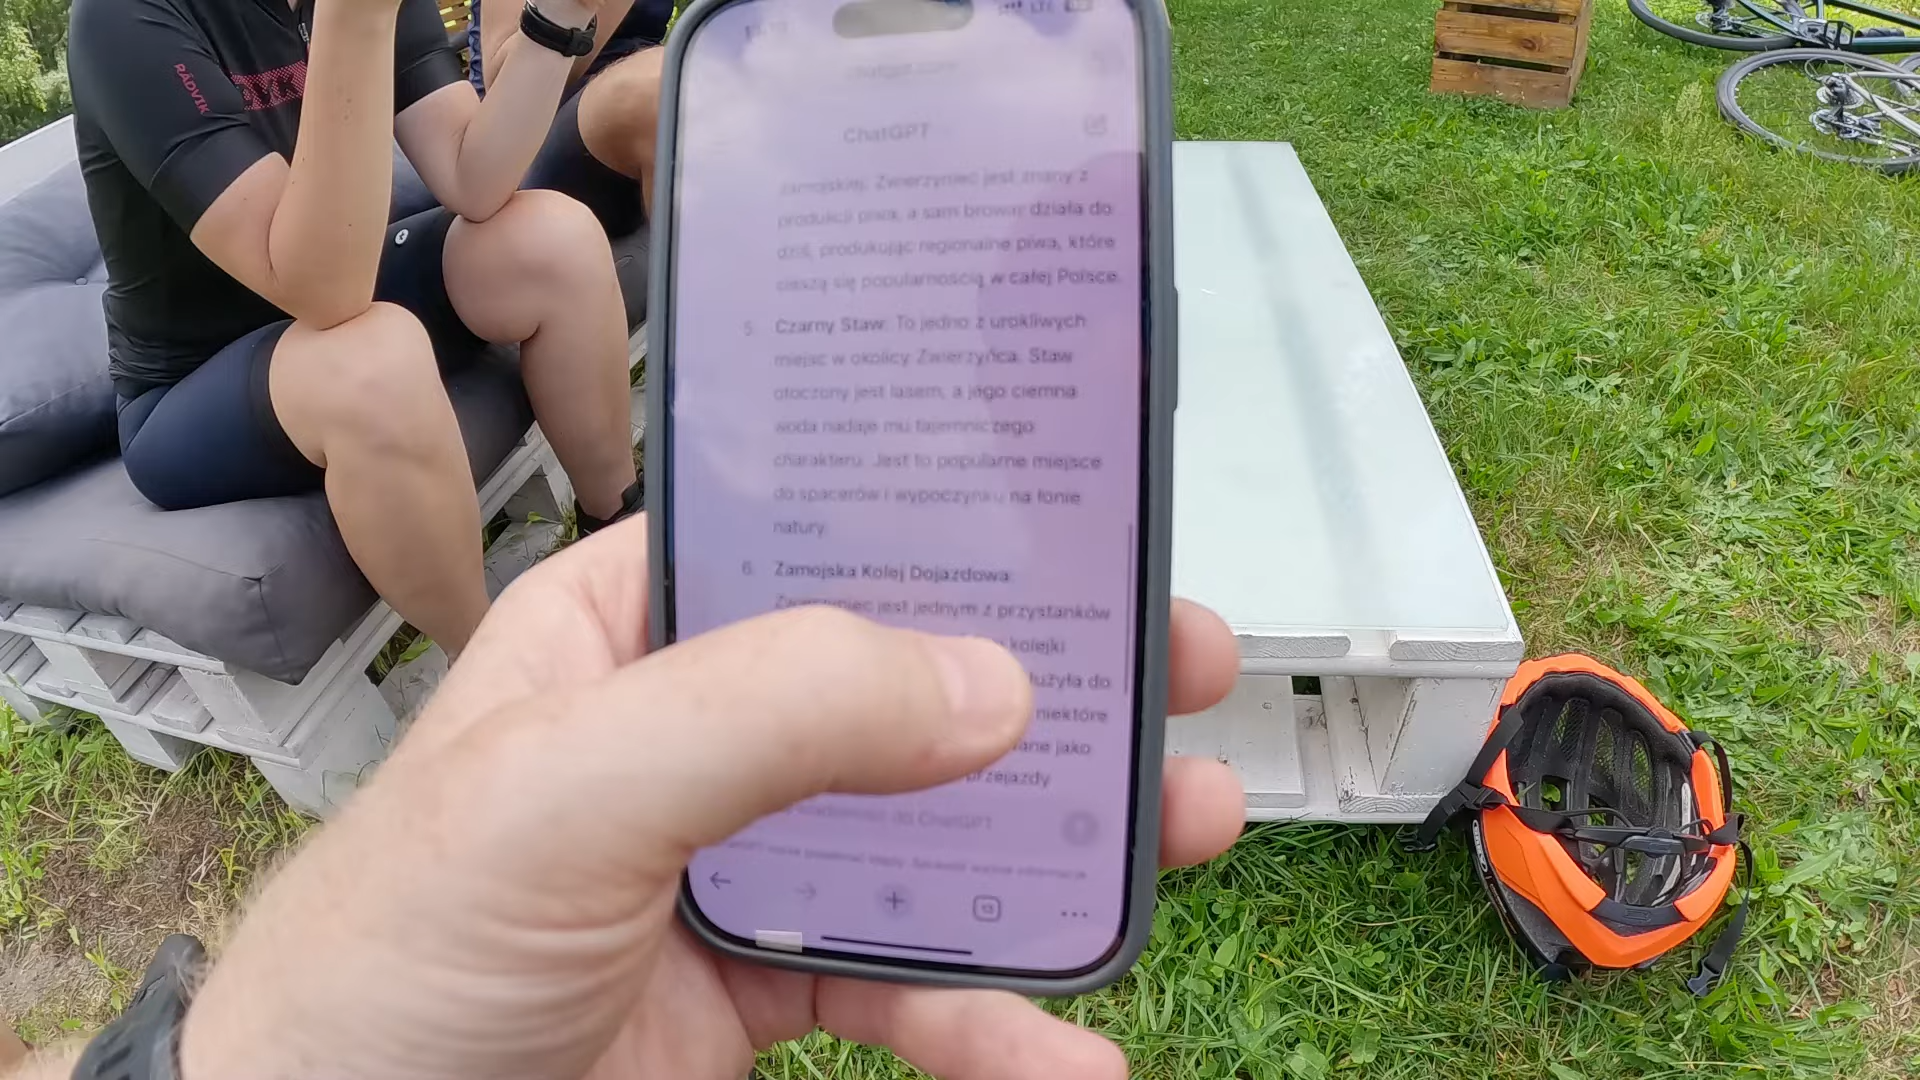 RÁDVIK
LTE
ChatGPT
Zamojskiej. Zwierzyniec jest znany z
produkcji piwa, a sam browar działa do
dziś, produkując regionalne piwa, które
cieszą się popularnością w całej Polsce.
5. Czarny Staw: To jedno z urokliwych
miejsc w okolicy Zwierzyńca. Staw
otoczony jest lasem, a jego ciemna
woda nadaje mu tajemniczego
charakteru. Jest to popularne miejsce
do spacerów i wypoczynku na łonie
natury.
6. Zamojska Kolej Dojazdowa:
Zwierzyniec jest jednym z przystanków
kolejki
służyła do
niektóre
jako
przejazdy
do ChatGPT